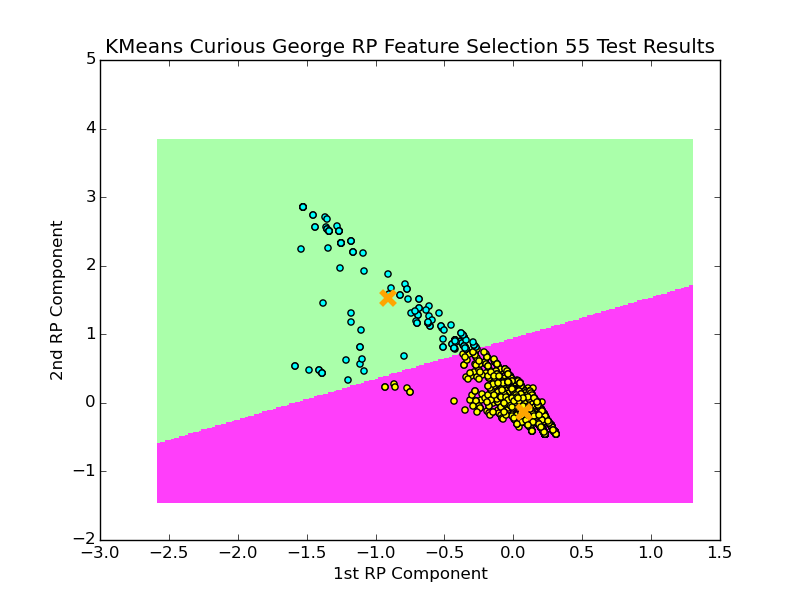 KMeans Curious George RP Feature Selection 55 Test Results
5
4
3
2
1
0
−1
−2
2nd RP Component
−3.0 −2.5 −2.0 −1.5 −1.0 −0.5 0.0 0.5 1.0 1.5
1st RP Component